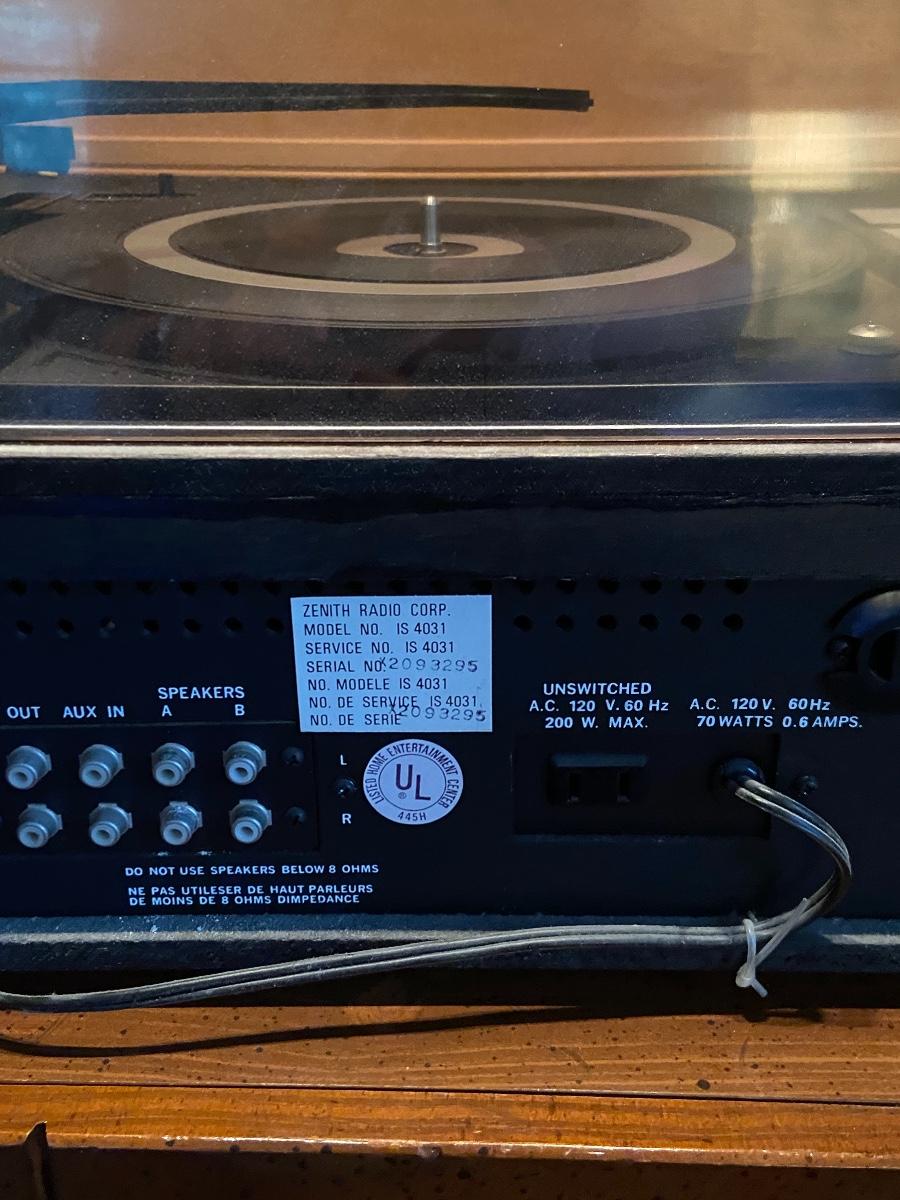 ZENITH RADIO CORP.
MODEL NO. IS 4031
SERVICE NO. IS 4031
SERIAL NO. X2093295
NO. MODELE IS 4031
NO. DE SERVICE IS 4031
NO. DE SERIE X2093295
OUT AUX IN
SPEAKERS
A B
L
R
LISTED HOME ENTERTAINMENT CENTER
UL
®
445H
UNSWITCHED
A.C. 120 V. 60 Hz
200 W. MAX.
A.C. 120 V. 60 Hz
70 WATTS 0.6 AMPS.
DO NOT USE SPEAKERS BELOW 8 OHMS
NE PAS UTILESER DE HAUT PARLEURS
DE MOINS DE 8 OHMS DIMPEDANCE